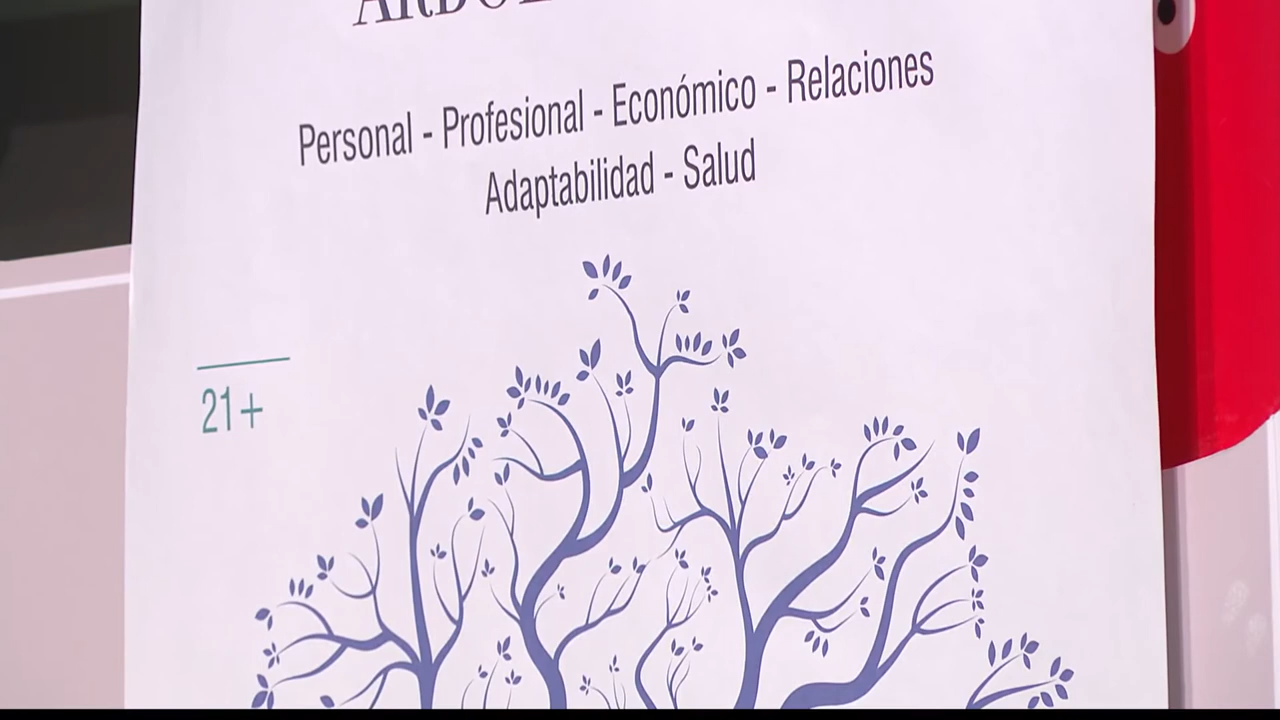 Personal - Profesional - Económico - Relaciones
Adaptabilidad - Salud
21+